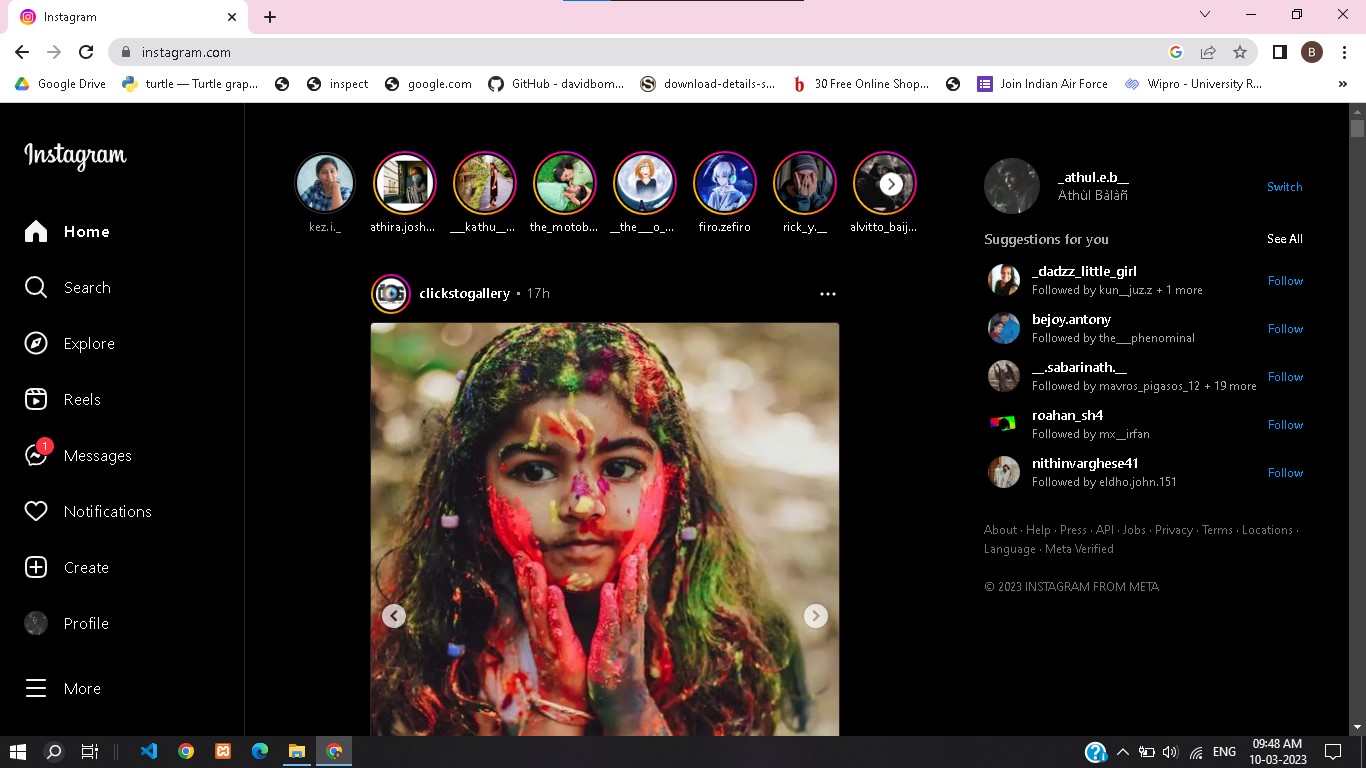 Instagram
instagram.com
B
Google Drive
turtle — Turtle grap...
inspect
google.com
GitHub - davidbom...
download-details-s...
30 Free Online Shop...
Join Indian Air Force
Wipro - University R...
»
Instagram
Home
Search
Explore
Reels
1
Messages
Notifications
Create
Profile
More
kez.i._
athira.josh...
___kathu__...
the_motob...
__the___o_...
firo.zefiro
rick_y.__
alvitto_baij...
clickstogallery • 17h
_athul.e.b__
Athùl Bàlàñ
Switch
Suggestions for you
See All
_dadzz_little_girl
Followed by kun__juz.z + 1 more
Follow
bejoy.antony
Followed by the___phenominal
Follow
__.sabarinath.__
Followed by mavros_pigasos_12 + 19 more
Follow
roahan_sh4
Followed by mx__irfan
Follow
nithinvarghese41
Followed by eldho.john.151
Follow
About · Help · Press · API · Jobs · Privacy · Terms · Locations ·
Language · Meta Verified
© 2023 INSTAGRAM FROM META
ENG
09:48 AM
10-03-2023